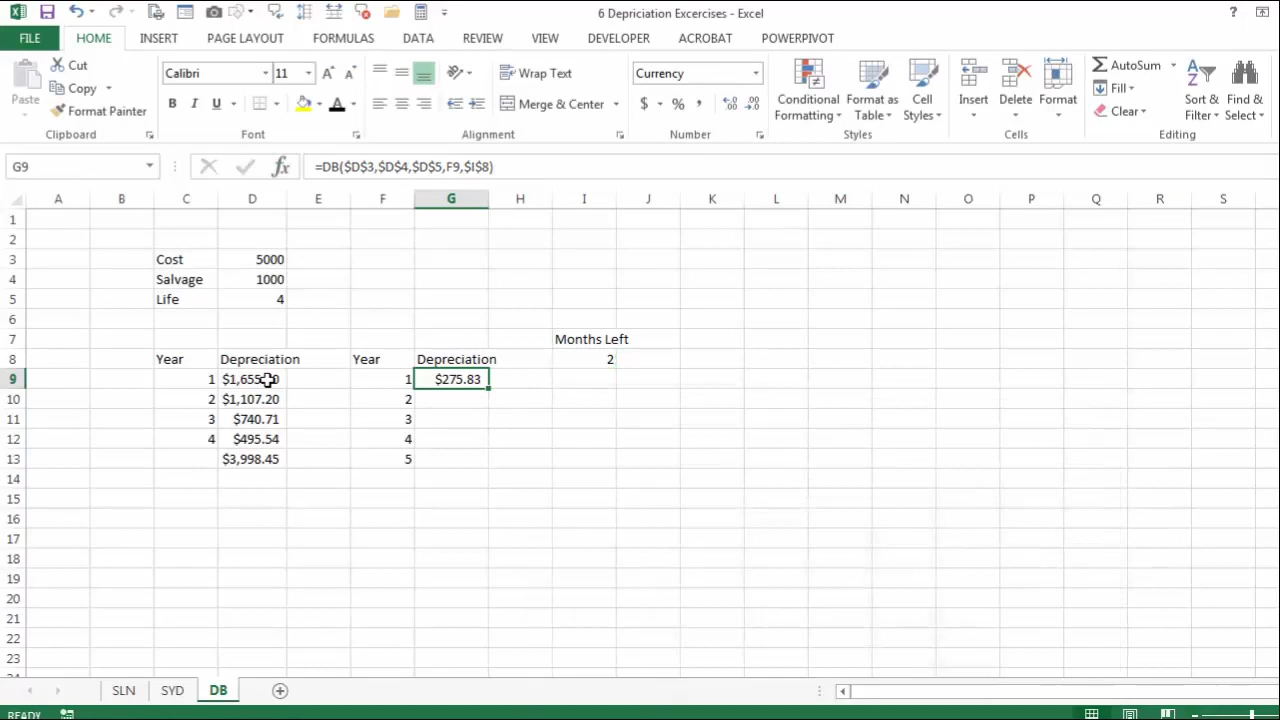 6 Depriciation Excercises - Excel
FILE HOME INSERT PAGE LAYOUT FORMULAS DATA REVIEW VIEW DEVELOPER ACROBAT POWERPIVOT
Paste
Cut
Copy
Format Painter
Clipboard
Calibri 11
B I U
Font
Wrap Text
Merge & Center
Alignment
Currency
$ % ,
Number
Conditional Formatting
Format as Table
Cell Styles
Styles
Insert
Delete
Format
Cells
AutoSum
Fill
Clear
Sort & Filter
Find & Select
Editing
G9 fx =DB($D$3,$D$4,$D$5,F9,$I$8)
A B C D E F G H I J K L M N O P Q R S
1
2
3 Cost 5000
4 Salvage 1000
5 Life 4
6
7 Months Left
8 Year Depreciation Year Depreciation 2
9 1 1 $275.83
10 2 $1,107.20 2
11 3 $740.71 3
12 4 $495.54 4
13 $3,998.45 5
14
15
16
17
18
19
20
21
22
23
SLN SYD DB
READY